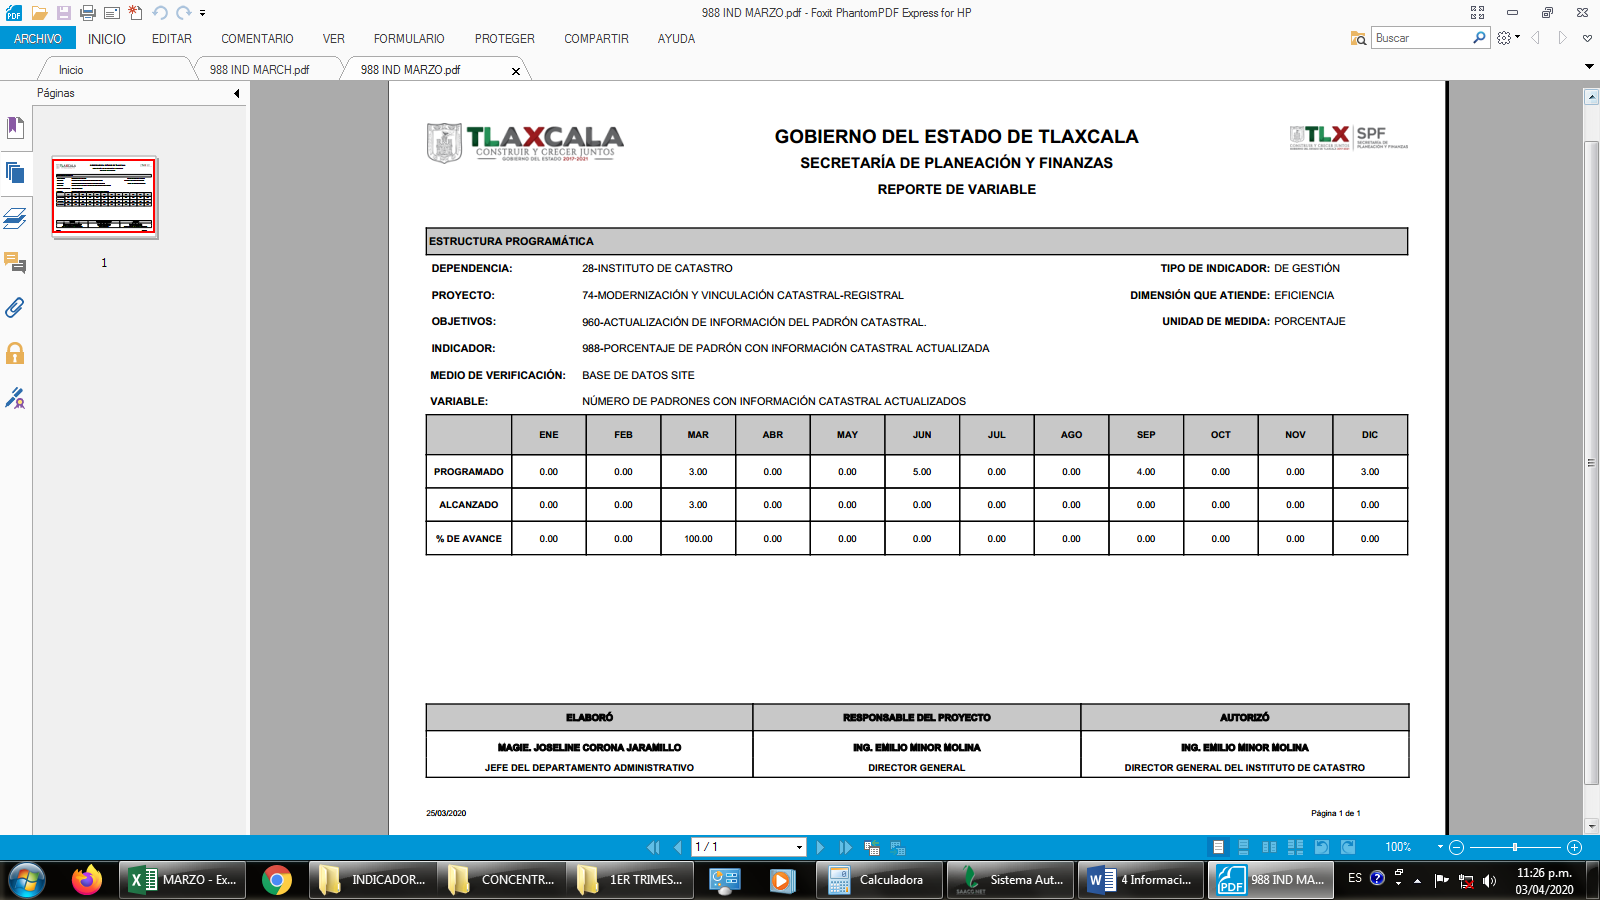 988 IND MARZO.pdf - Foxit PhantomPDF Express for HP
ARCHIVO INICIO EDITAR COMENTARIO VER FORMULARIO PROTEGER COMPARTIR AYUDA Buscar
Inicio 988 IND MARCH.pdf 988 IND MARZO.pdf
Páginas
1
TLAXCALA
CONSTRUIR Y CRECER JUNTOS
GOBIERNO DEL ESTADO 2017-2021
GOBIERNO DEL ESTADO DE TLAXCALA
SECRETARÍA DE PLANEACIÓN Y FINANZAS
REPORTE DE VARIABLE
TLX SPF
CONSTRUIR Y CRECER JUNTOS
SECRETARÍA DE PLANEACIÓN Y FINANZAS
ESTRUCTURA PROGRAMÁTICA
DEPENDENCIA: 28-INSTITUTO DE CATASTRO TIPO DE INDICADOR: DE GESTIÓN
PROYECTO: 74-MODERNIZACIÓN Y VINCULACIÓN CATASTRAL-REGISTRAL DIMENSIÓN QUE ATIENDE: EFICIENCIA
OBJETIVOS: 960-ACTUALIZACIÓN DE INFORMACIÓN DEL PADRÓN CATASTRAL. UNIDAD DE MEDIDA: PORCENTAJE
INDICADOR: 988-PORCENTAJE DE PADRÓN CON INFORMACIÓN CATASTRAL ACTUALIZADA
MEDIO DE VERIFICACIÓN: BASE DE DATOS SITE
VARIABLE: NÚMERO DE PADRONES CON INFORMACIÓN CATASTRAL ACTUALIZADOS
ENE FEB MAR ABR MAY JUN JUL AGO SEP OCT NOV DIC
PROGRAMADO 0.00 0.00 3.00 0.00 0.00 5.00 0.00 0.00 4.00 0.00 0.00 3.00
ALCANZADO 0.00 0.00 3.00 0.00 0.00 0.00 0.00 0.00 0.00 0.00 0.00 0.00
% DE AVANCE 0.00 0.00 100.00 0.00 0.00 0.00 0.00 0.00 0.00 0.00 0.00 0.00
ELABORÓ RESPONSABLE DEL PROYECTO AUTORIZÓ
MAGIE. JOSELINE CORONA JARAMILLO ING. EMILIO MINOR MOLINA ING. EMILIO MINOR MOLINA
JEFE DEL DEPARTAMENTO ADMINISTRATIVO DIRECTOR GENERAL DIRECTOR GENERAL DEL INSTITUTO DE CATASTRO
25/03/2020 Página 1 de 1
1 / 1 100%
MARZO - Ex... INDICADOR... CONCENTR... 1ER TRIMES... Calculadora Sistema Aut... 4 Informaci... 988 IND MA... ES 11:26 p.m.
03/04/2020